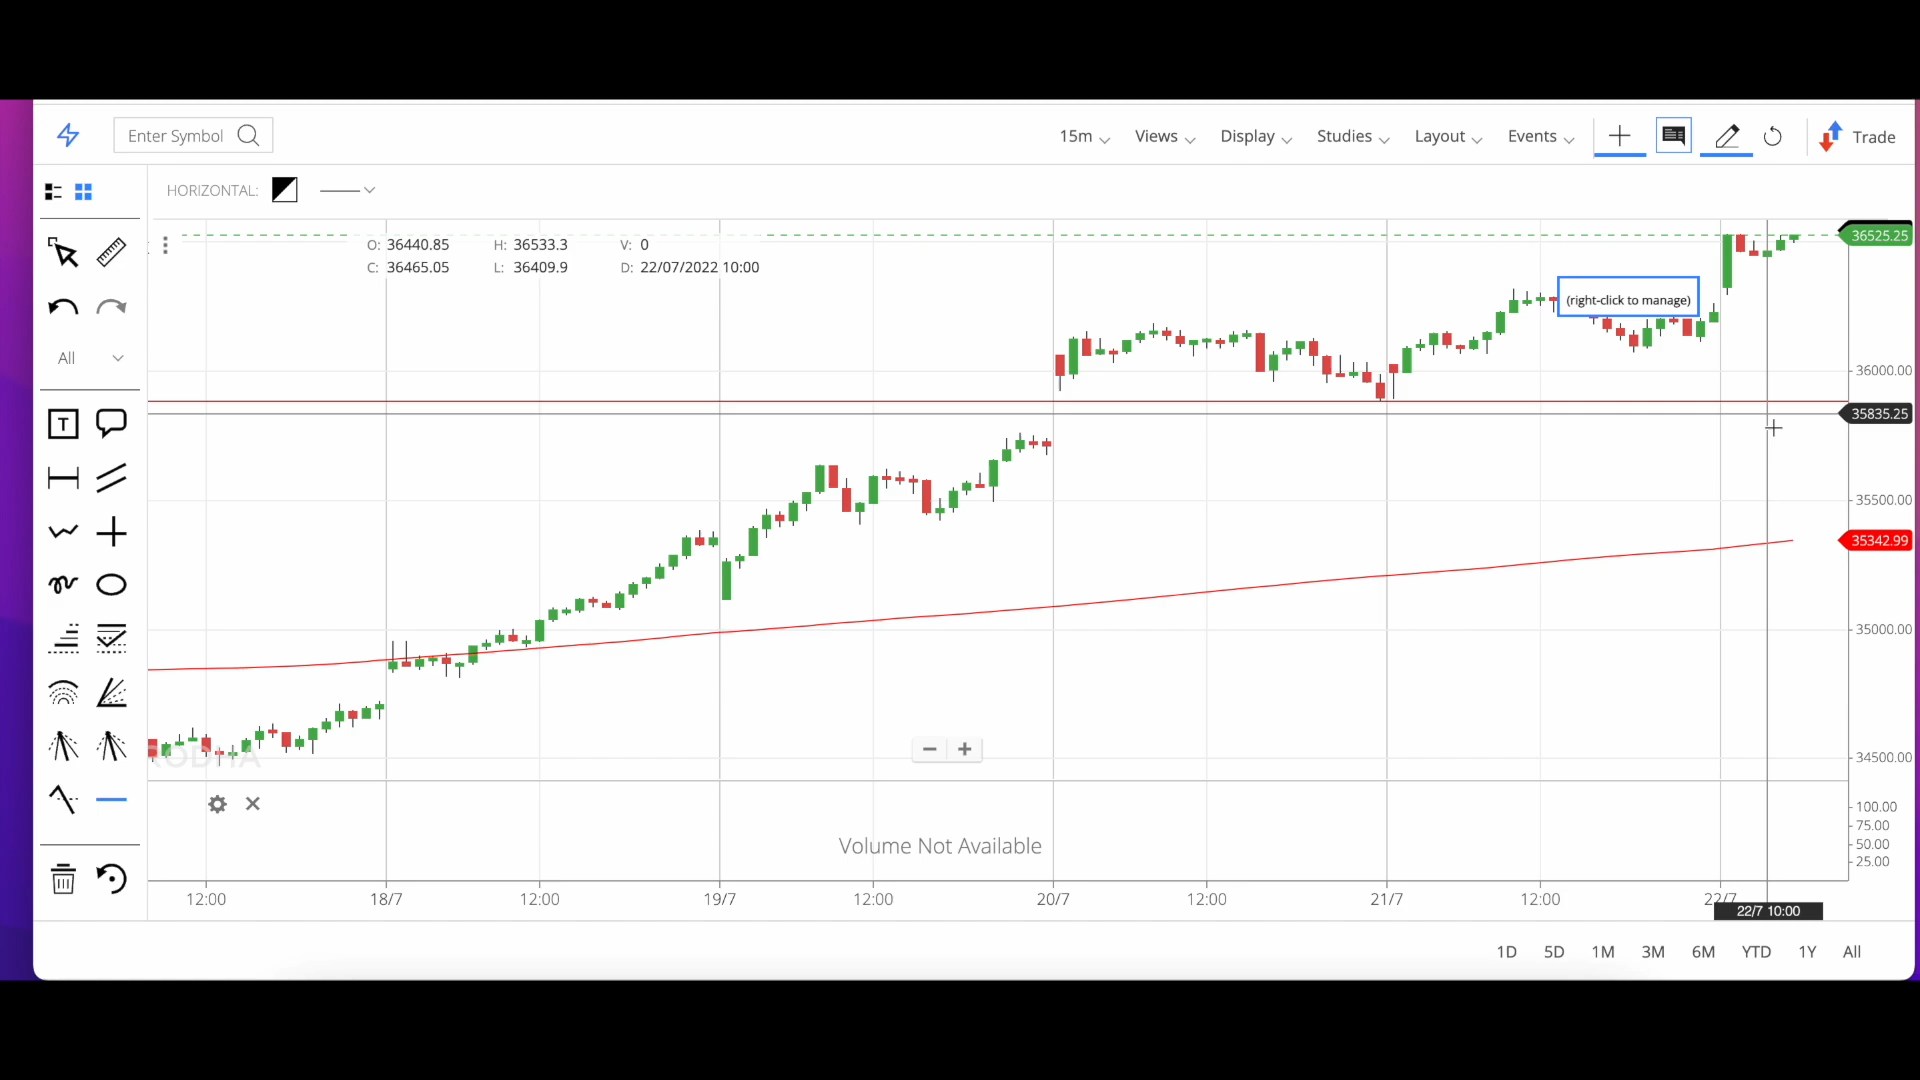 Enter Symbol
15m Views Display Studies Layout Events Trade
HORIZONTAL:
O: 36440.85 H: 36533.3 V: 0
C: 36465.05 L: 36409.9 D: 22/07/2022 10:00
36525.25
(right-click to manage)
All
36000.00
35835.25
T
35500.00
35342.99
35000.00
RODHA
34500.00
100.00
75.00
Volume Not Available
50.00
25.00
12:00 18/7 12:00 19/7 12:00 20/7 12:00 21/7 12:00 22/7
22/7 10:00
1D 5D 1M 3M 6M YTD 1Y All